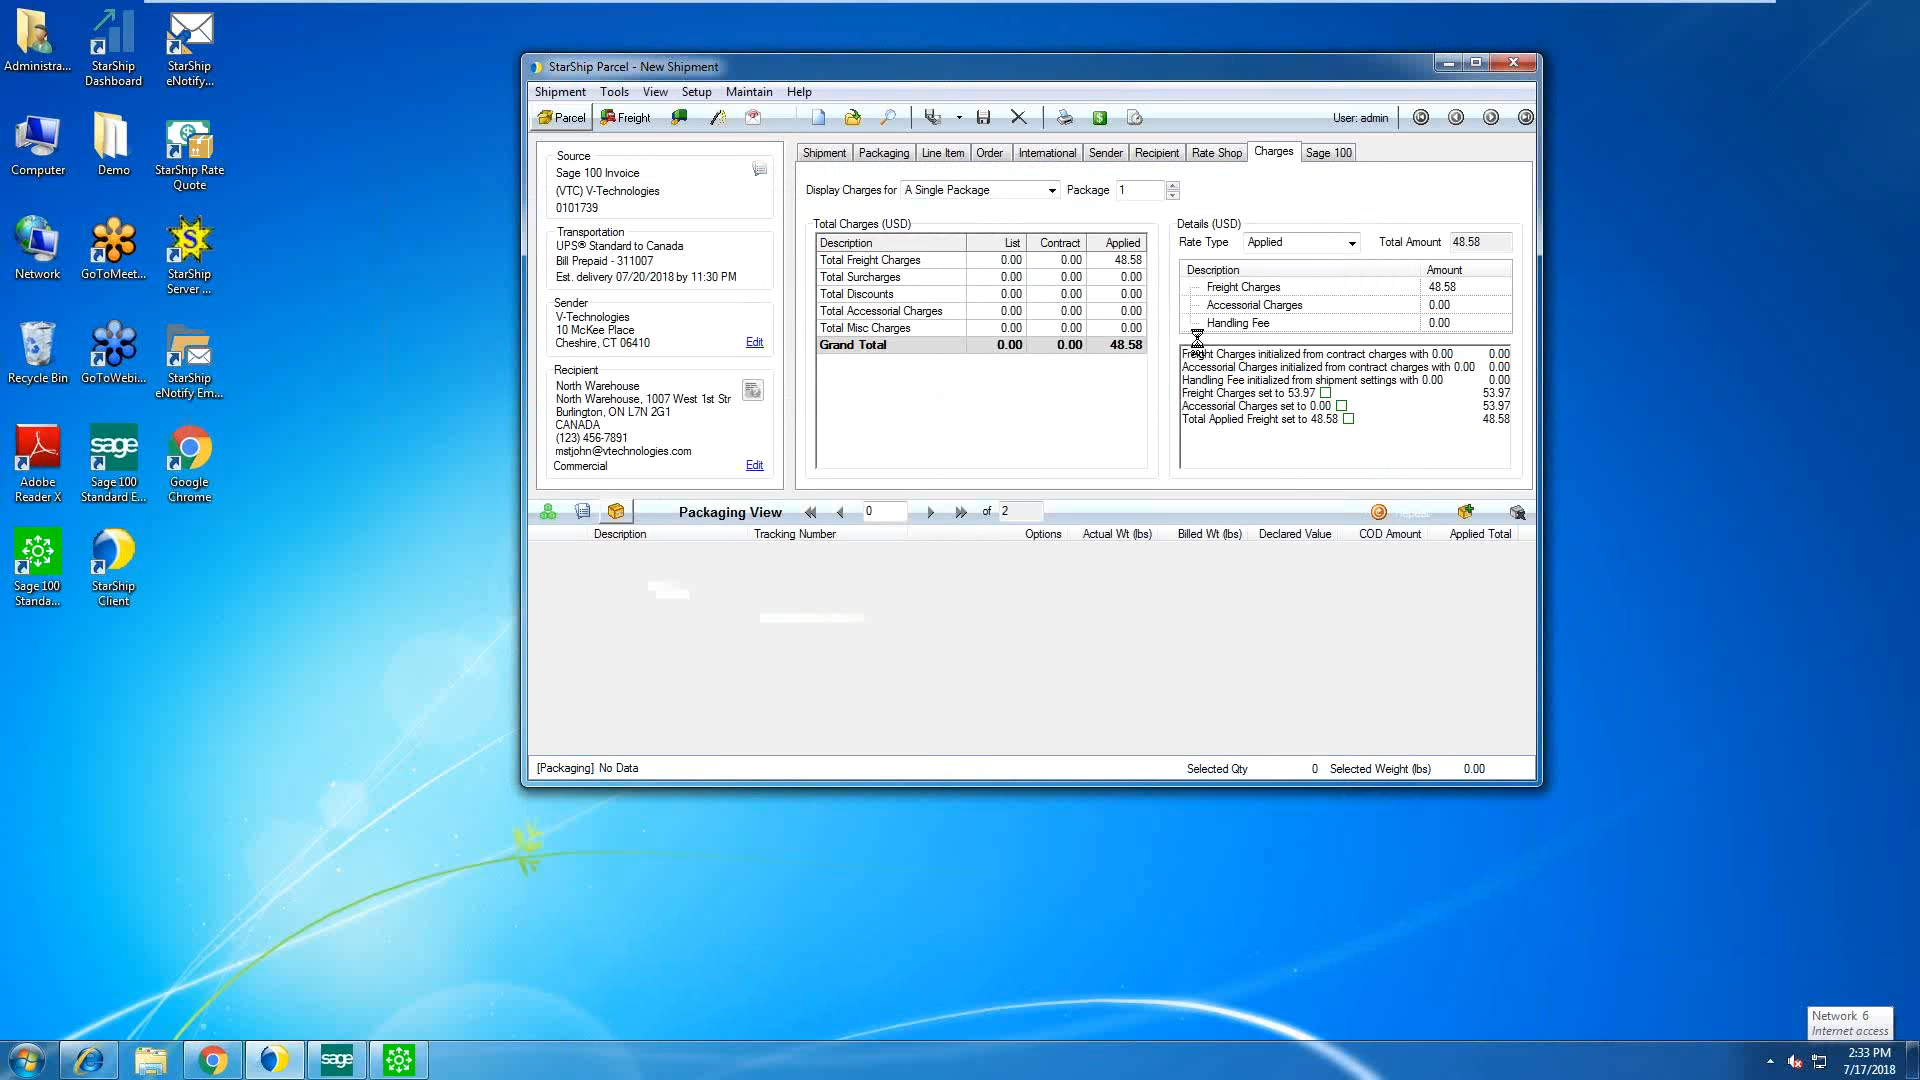 Administra...
StarShip Dashboard
StarShip eNotify...
Computer
Demo
StarShip Rate Quote
Network
GoToMeet...
StarShip Server ...
Recycle Bin
GoToWebi...
StarShip eNotify Em...
Adobe Reader X
sage
Sage 100 Standard E...
Google Chrome
Sage 100 Standa...
StarShip Client
StarShip Parcel - New Shipment
Shipment Tools View Setup Maintain Help
Parcel Freight User: admin
Source
Sage 100 Invoice
(VTC) V-Technologies
0101739
Transportation
UPS® Standard to Canada
Bill Prepaid - 311007
Est. delivery 07/20/2018 by 11:30 PM
Sender
V-Technologies
10 McKee Place
Cheshire, CT 06410
Edit
Recipient
North Warehouse
North Warehouse, 1007 West 1st Str
Burlington, ON L7N 2G1
CANADA
(123) 456-7891
mstjohn@vtechnologies.com
Commercial
Edit
Shipment Packaging Line Item Order International Sender Recipient Rate Shop Charges Sage 100
Display Charges for A Single Package Package 1
Total Charges (USD)
Description List Contract Applied
Total Freight Charges 0.00 0.00 48.58
Total Surcharges 0.00 0.00 0.00
Total Discounts 0.00 0.00 0.00
Total Accessorial Charges 0.00 0.00 0.00
Total Misc Charges 0.00 0.00 0.00
Grand Total 0.00 0.00 48.58
Details (USD)
Rate Type Applied Total Amount 48.58
Description Amount
Freight Charges 48.58
Accessorial Charges 0.00
Handling Fee 0.00
Freight Charges initialized from contract charges with 0.00 0.00
Accessorial Charges initialized from contract charges with 0.00 0.00
Handling Fee initialized from shipment settings with 0.00 0.00
Freight Charges set to 53.97 53.97
Accessorial Charges set to 0.00 53.97
Total Applied Freight set to 48.58 48.58
Packaging View 0 of 2 Repeat
Description Tracking Number Options Actual Wt (lbs) Billed Wt (lbs) Declared Value COD Amount Applied Total
[Packaging] No Data Selected Qty 0 Selected Weight (lbs) 0.00
Network 6
Internet access
sage
2:33 PM
7/17/2018